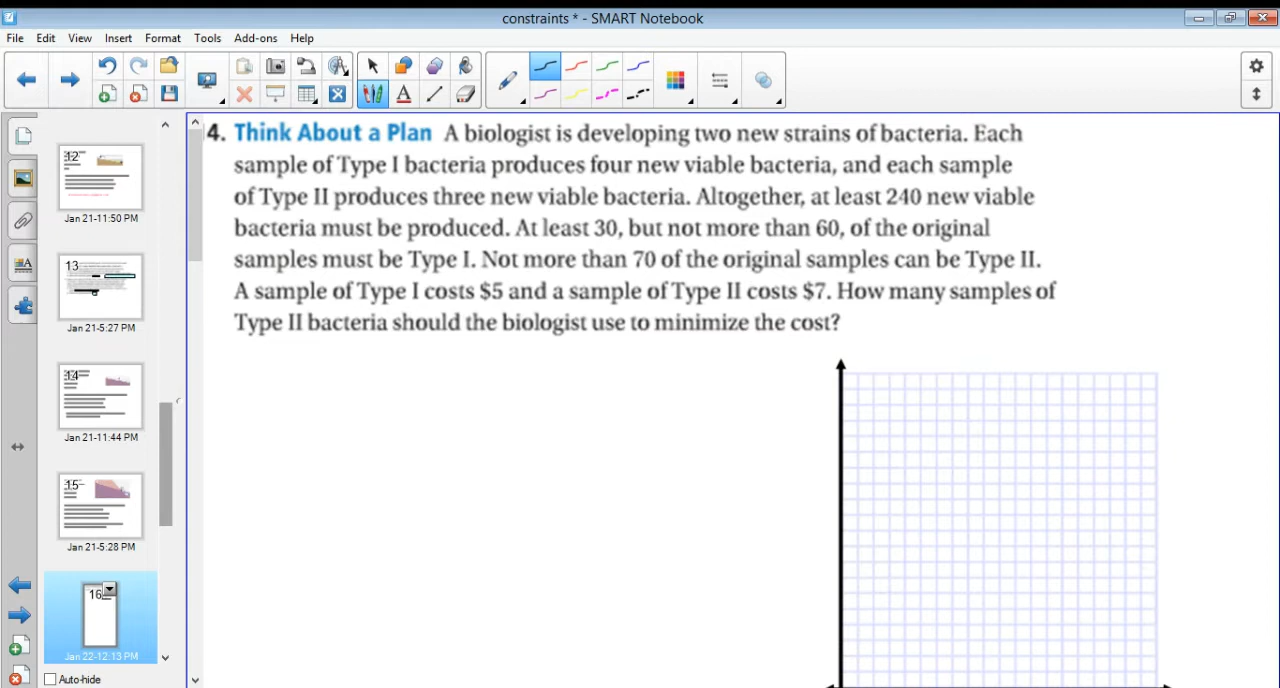 constraints * - SMART Notebook
File Edit View Insert Format Tools Add-ons Help
12
Jan 21-11:50 PM
13
Jan 21-5:27 PM
14
Jan 21-11:44 PM
15
Jan 21-5:28 PM
16
Jan 22-12:13 PM
Auto-hide
4. Think About a Plan A biologist is developing two new strains of bacteria. Each
sample of Type I bacteria produces four new viable bacteria, and each sample
of Type II produces three new viable bacteria. Altogether, at least 240 new viable
bacteria must be produced. At least 30, but not more than 60, of the original
samples must be Type I. Not more than 70 of the original samples can be Type II.
A sample of Type I costs $5 and a sample of Type II costs $7. How many samples of
Type II bacteria should the biologist use to minimize the cost?